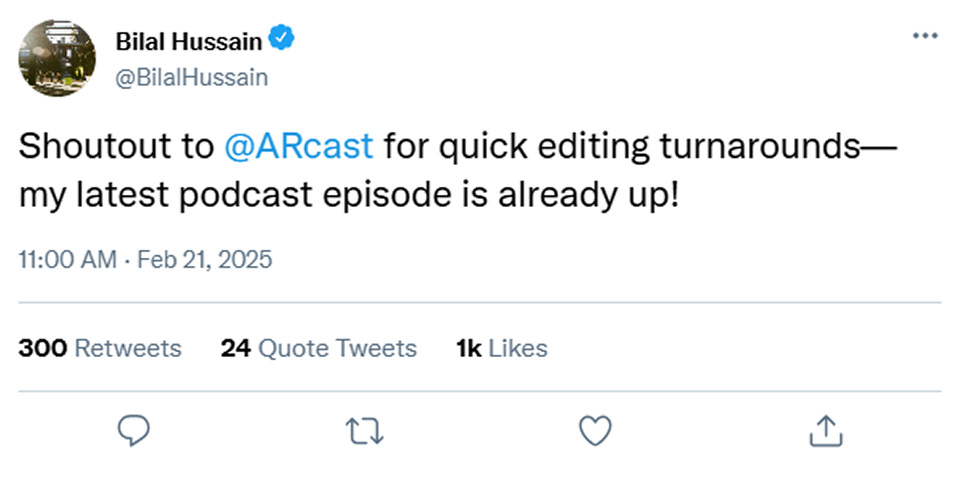 Bilal Hussain
@BilalHussain
Shoutout to @ARcast for quick editing turnarounds—
my latest podcast episode is already up!
11:00 AM · Feb 21, 2025
300 Retweets 24 Quote Tweets 1k Likes